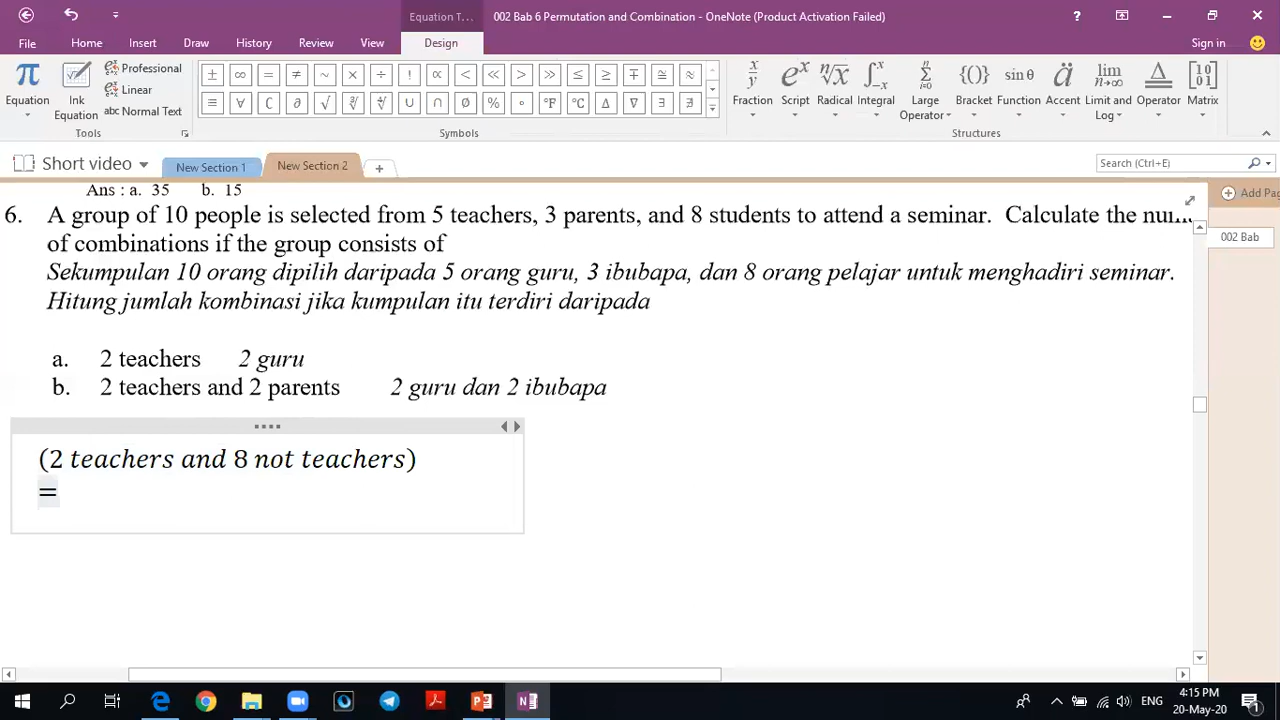 Equation T...
002 Bab 6 Permutation and Combination - OneNote (Product Activation Failed)
?
File
Home
Insert
Draw
History
Review
View
Design
Sign in
π
Equation
Ink
Equation
Professional
Linear
abc Normal Text
Tools
± ∞ = ≠ ~ × ÷ ! ∝ < ≪ > ≫ ≤ ≥ ∓ ≅ ≈
≡ ∀ ∁ ∂ √ ∛ ∜ ∪ ∩ ∅ % ° °F °C ∆ ∇ ∃ ∄
Symbols
Fraction
Script
Radical
Integral
Large
Operator
Bracket
Function
Accent
Limit and
Log
Operator
Matrix
Structures
Short video
New Section 1
New Section 2
+
Search (Ctrl+E)
Add Pag
002 Bab
Ans : a. 35 b. 15
6. A group of 10 people is selected from 5 teachers, 3 parents, and 8 students to attend a seminar. Calculate the num
of combinations if the group consists of
Sekumpulan 10 orang dipilih daripada 5 orang guru, 3 ibubapa, dan 8 orang pelajar untuk menghadiri seminar.
Hitung jumlah kombinasi jika kumpulan itu terdiri daripada
a. 2 teachers 2 guru
b. 2 teachers and 2 parents 2 guru dan 2 ibubapa
(2 teachers and 8 not teachers)
=
ENG
4:15 PM
20-May-20
1